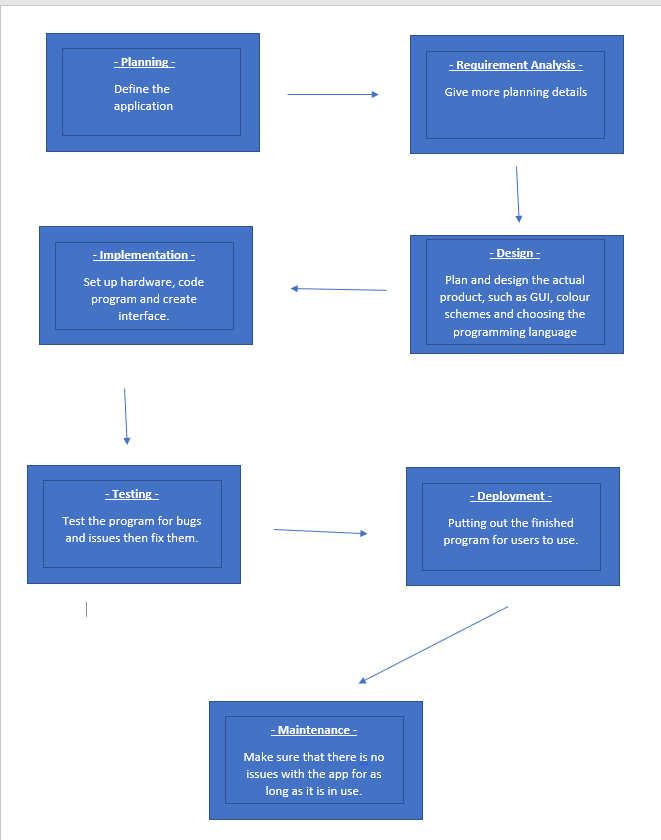 - Planning -
Define the
application
- Requirement Analysis -
Give more planning details
- Design -
Plan and design the actual
product, such as GUI, colour
schemes and choosing the
programming language
- Implementation -
Set up hardware, code
program and create
interface.
- Testing -
Test the program for bugs
and issues then fix them.
- Deployment -
Putting out the finished
program for users to use.
- Maintenance -
Make sure that there is no
issues with the app for as
long as it is in use.